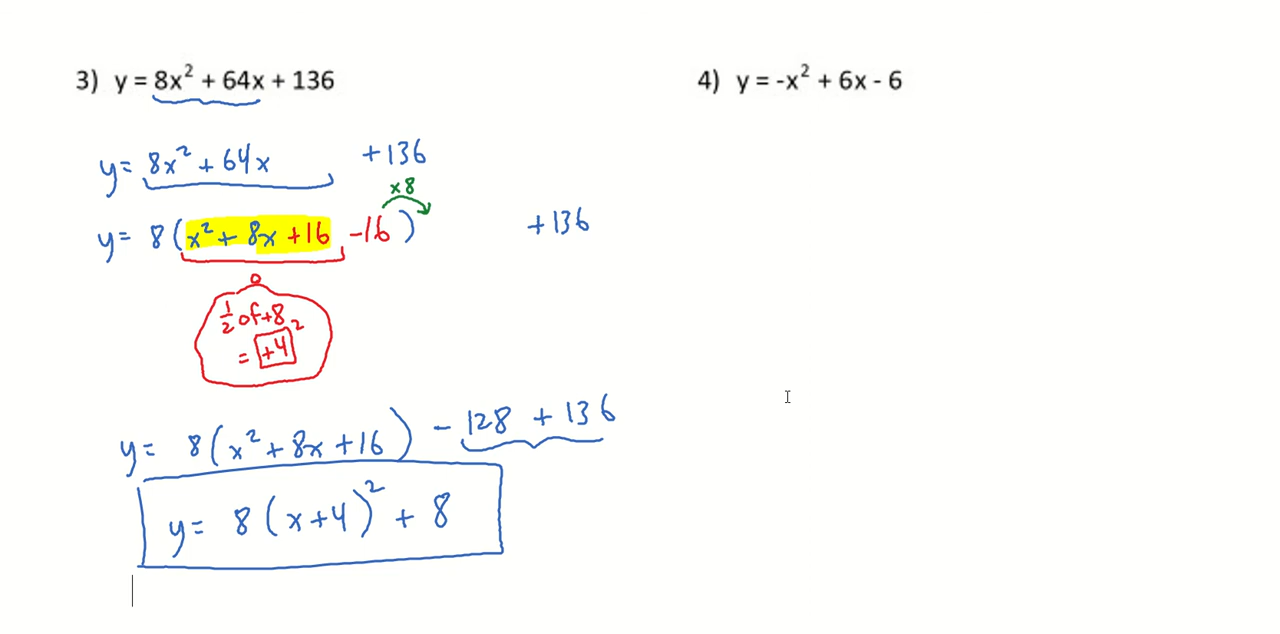 3) y = 8x² + 64x + 136
y = 8x² + 64x +136
×8
y = 8(x² + 8x +16 -16) +136
½ of +8
= +4 ²
y = 8(x² + 8x +16) - 128 + 136
y = 8(x+4)² + 8
4) y = -x² + 6x - 6